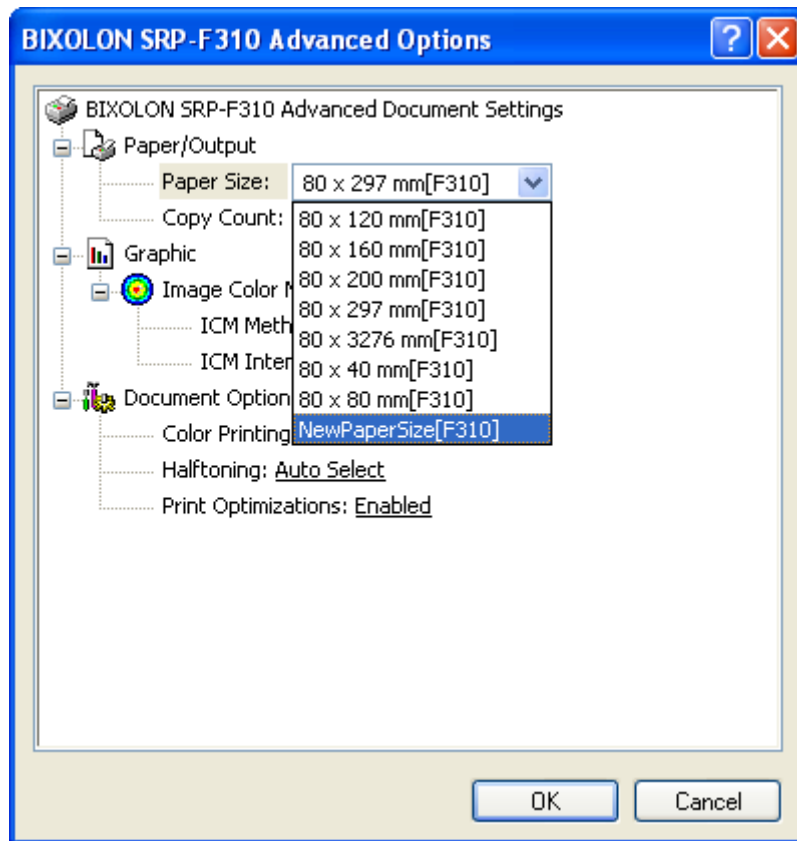 BIXOLON SRP-F310 Advanced Options
BIXOLON SRP-F310 Advanced Document Settings
Paper/Output
Paper Size: 80 x 297 mm[F310]
Copy Count:
80 x 120 mm[F310]
80 x 160 mm[F310]
80 x 200 mm[F310]
80 x 297 mm[F310]
80 x 3276 mm[F310]
80 x 40 mm[F310]
80 x 80 mm[F310]
NewPaperSize[F310]
Graphic
Image Color
ICM Meth
ICM Inter
Document Option
Color Printing
Halftoning: Auto Select
Print Optimizations: Enabled
OK
Cancel